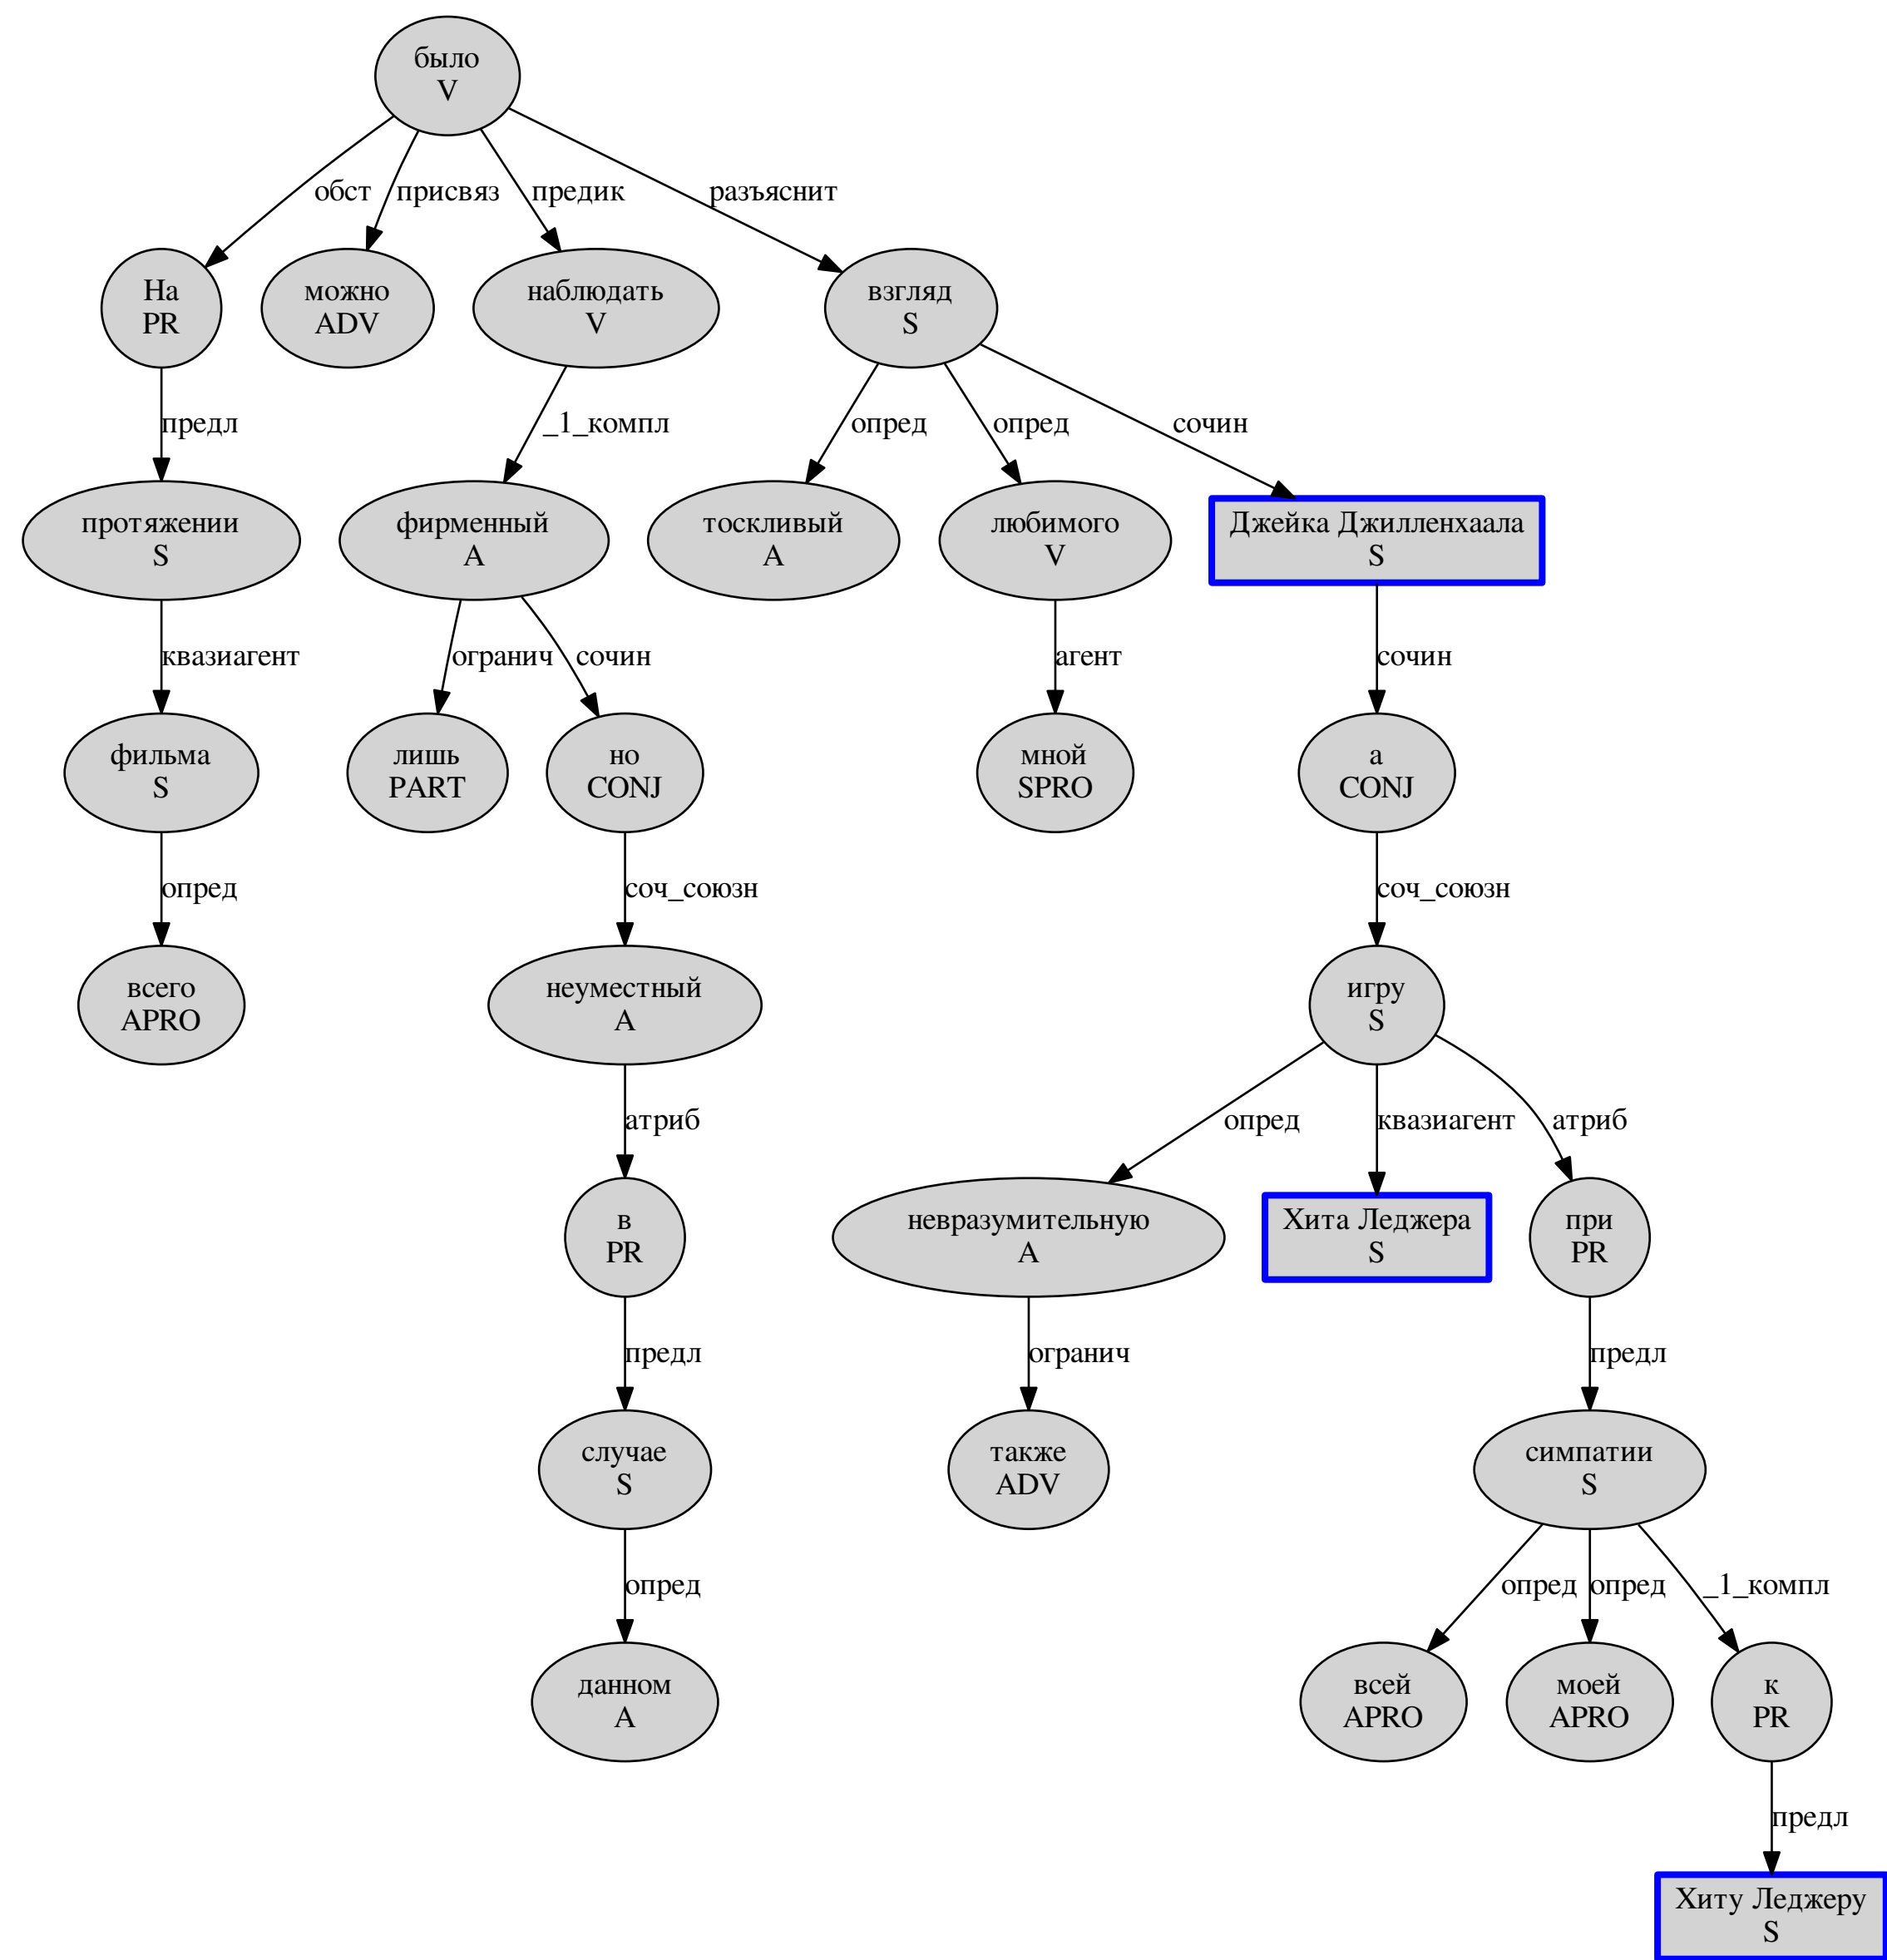 было
V
обст
присвяз
предик
разъяснит
На
PR
можно
ADV
наблюдать
V
взгляд
S
предл
_1_компл
опред
опред
сочин
протяжении
S
фирменный
A
тоскливый
A
любимого
V
Джейка Джилленхаала
S
квазиагент
огранич
сочин
агент
сочин
фильма
S
лишь
PART
но
CONJ
мной
SPRO
а
CONJ
опред
соч_союзн
соч_союзн
всего
APRO
неуместный
A
игру
S
атриб
опред
квазиагент
атриб
в
PR
невразумительную
A
Хита Леджера
S
при
PR
предл
огранич
предл
случае
S
также
ADV
симпатии
S
опред
опред
опред
_1_компл
данном
A
всей
APRO
моей
APRO
к
PR
предл
Хиту Леджеру
S